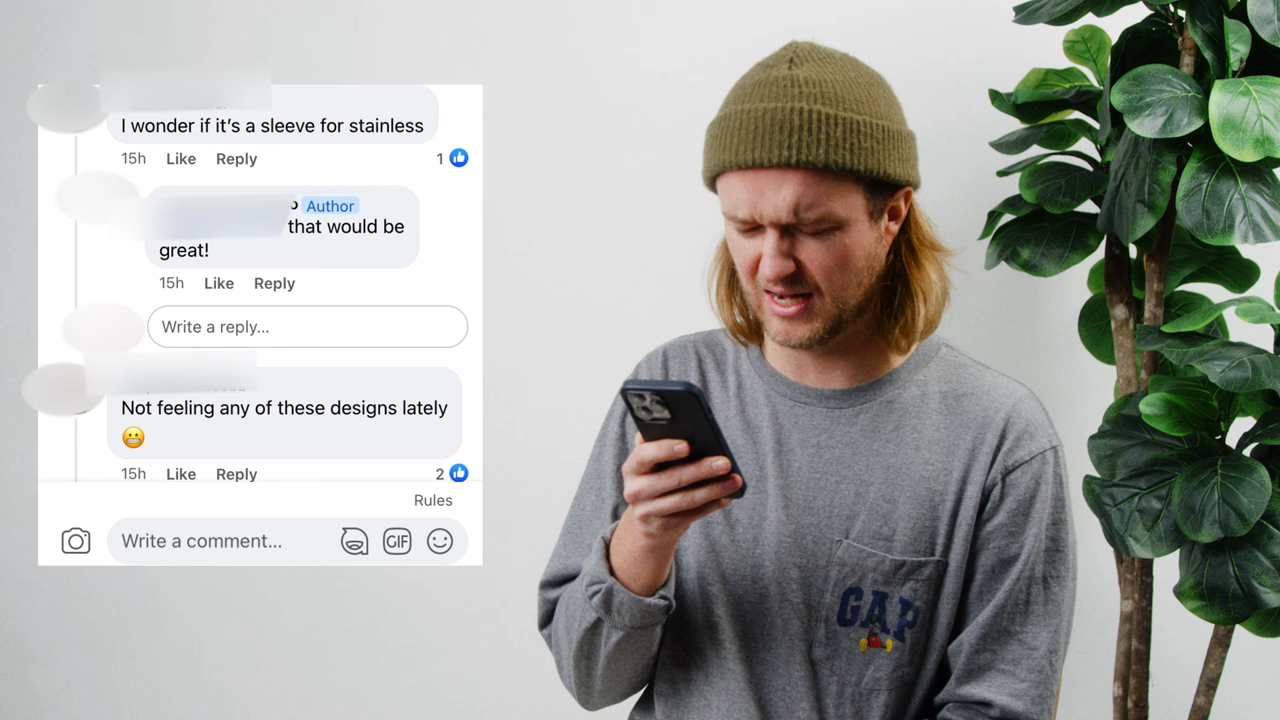 I wonder if it’s a sleeve for stainless
15h Like Reply 1
Author
that would be
great!
15h Like Reply
Write a reply...
Not feeling any of these designs lately
😬
15h Like Reply 2
Rules
Write a comment... GIF
GAP